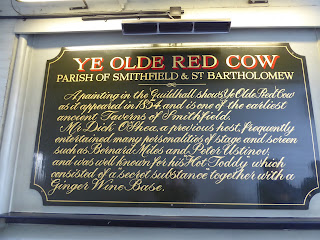 YE OLDE RED COW
PARISH OF SMITHFIELD & ST BARTHOLOMEW
A painting in the Guildhall shows Ye Olde Red Cow
as it appeared in 1854, and is one of the earliest
ancient Taverns of Smithfield.
Mr Dick O'Shea, a previous host, frequently
entertained many personalities of stage and screen
such as Bernard Miles and Peter Ustinov
and was well known for his Hot Toddy which
consisted of a "secret substance" together with a
Ginger Wine Base.